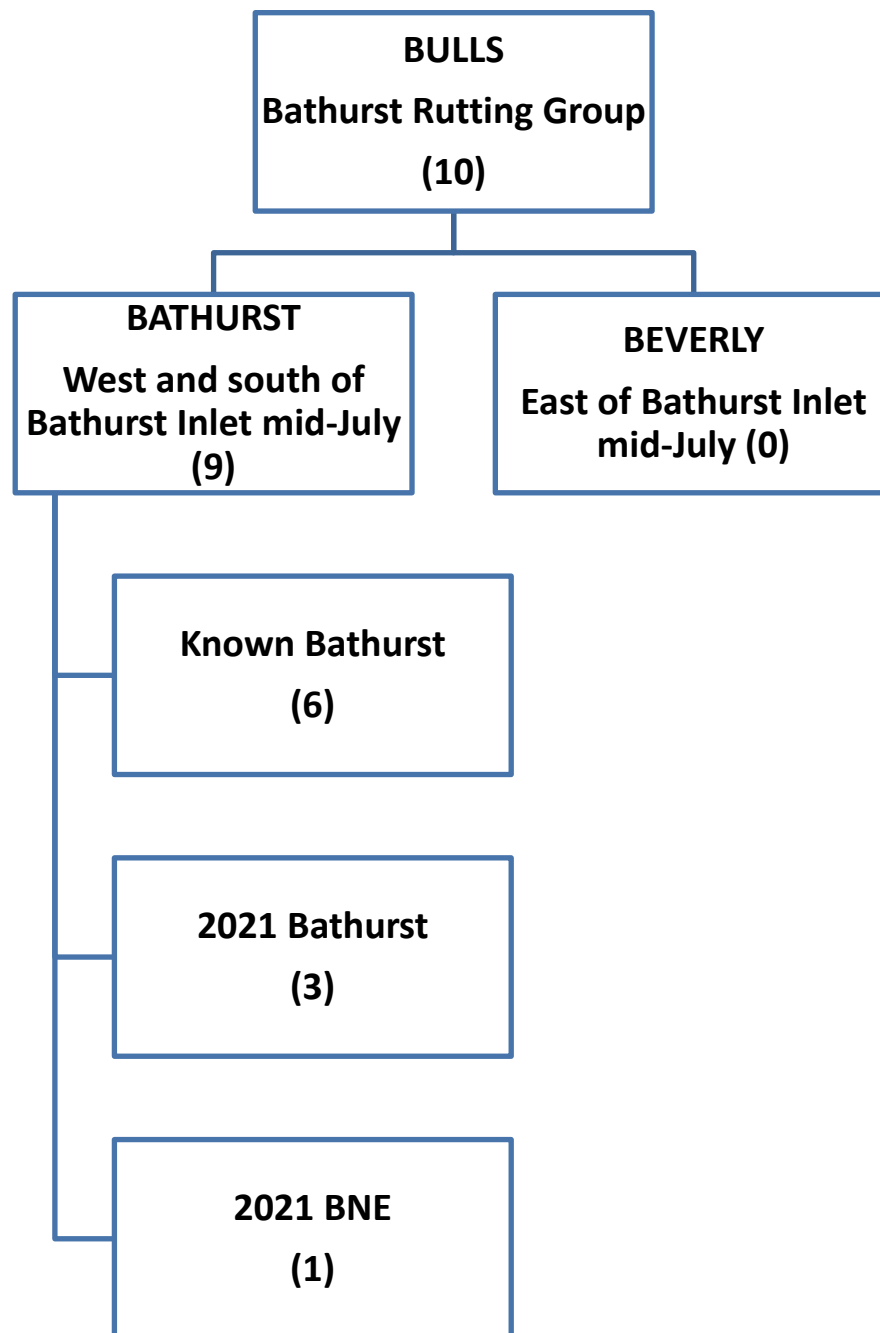 BULLS
Bathurst Rutting Group
(10)
BATHURST
West and south of
Bathurst Inlet mid-July
(9)
BEVERLY
East of Bathurst Inlet
mid-July (0)
Known Bathurst
(6)
2021 Bathurst
(3)
2021 BNE
(1)